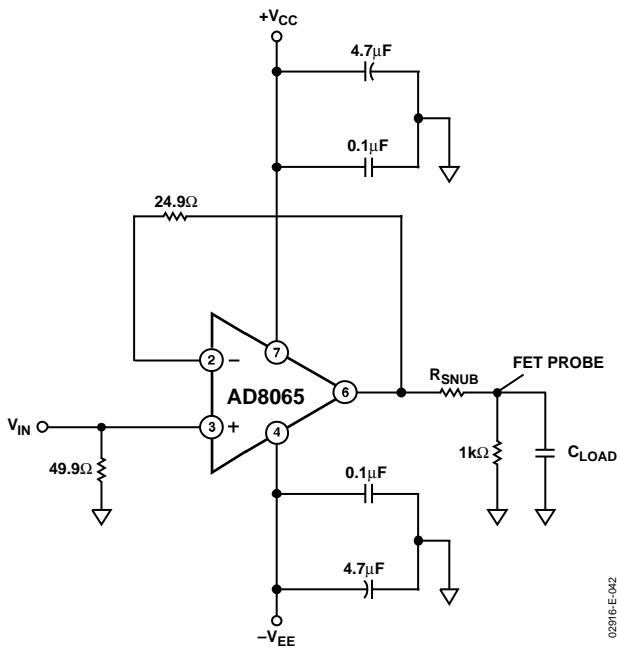 +VCC
4.7μF
0.1μF
24.9Ω
7
2
−
AD8065
6
RSNUB
FET PROBE
VIN
3
+
4
49.9Ω
1kΩ
CLOAD
0.1μF
4.7μF
−VEE
02916-E-042